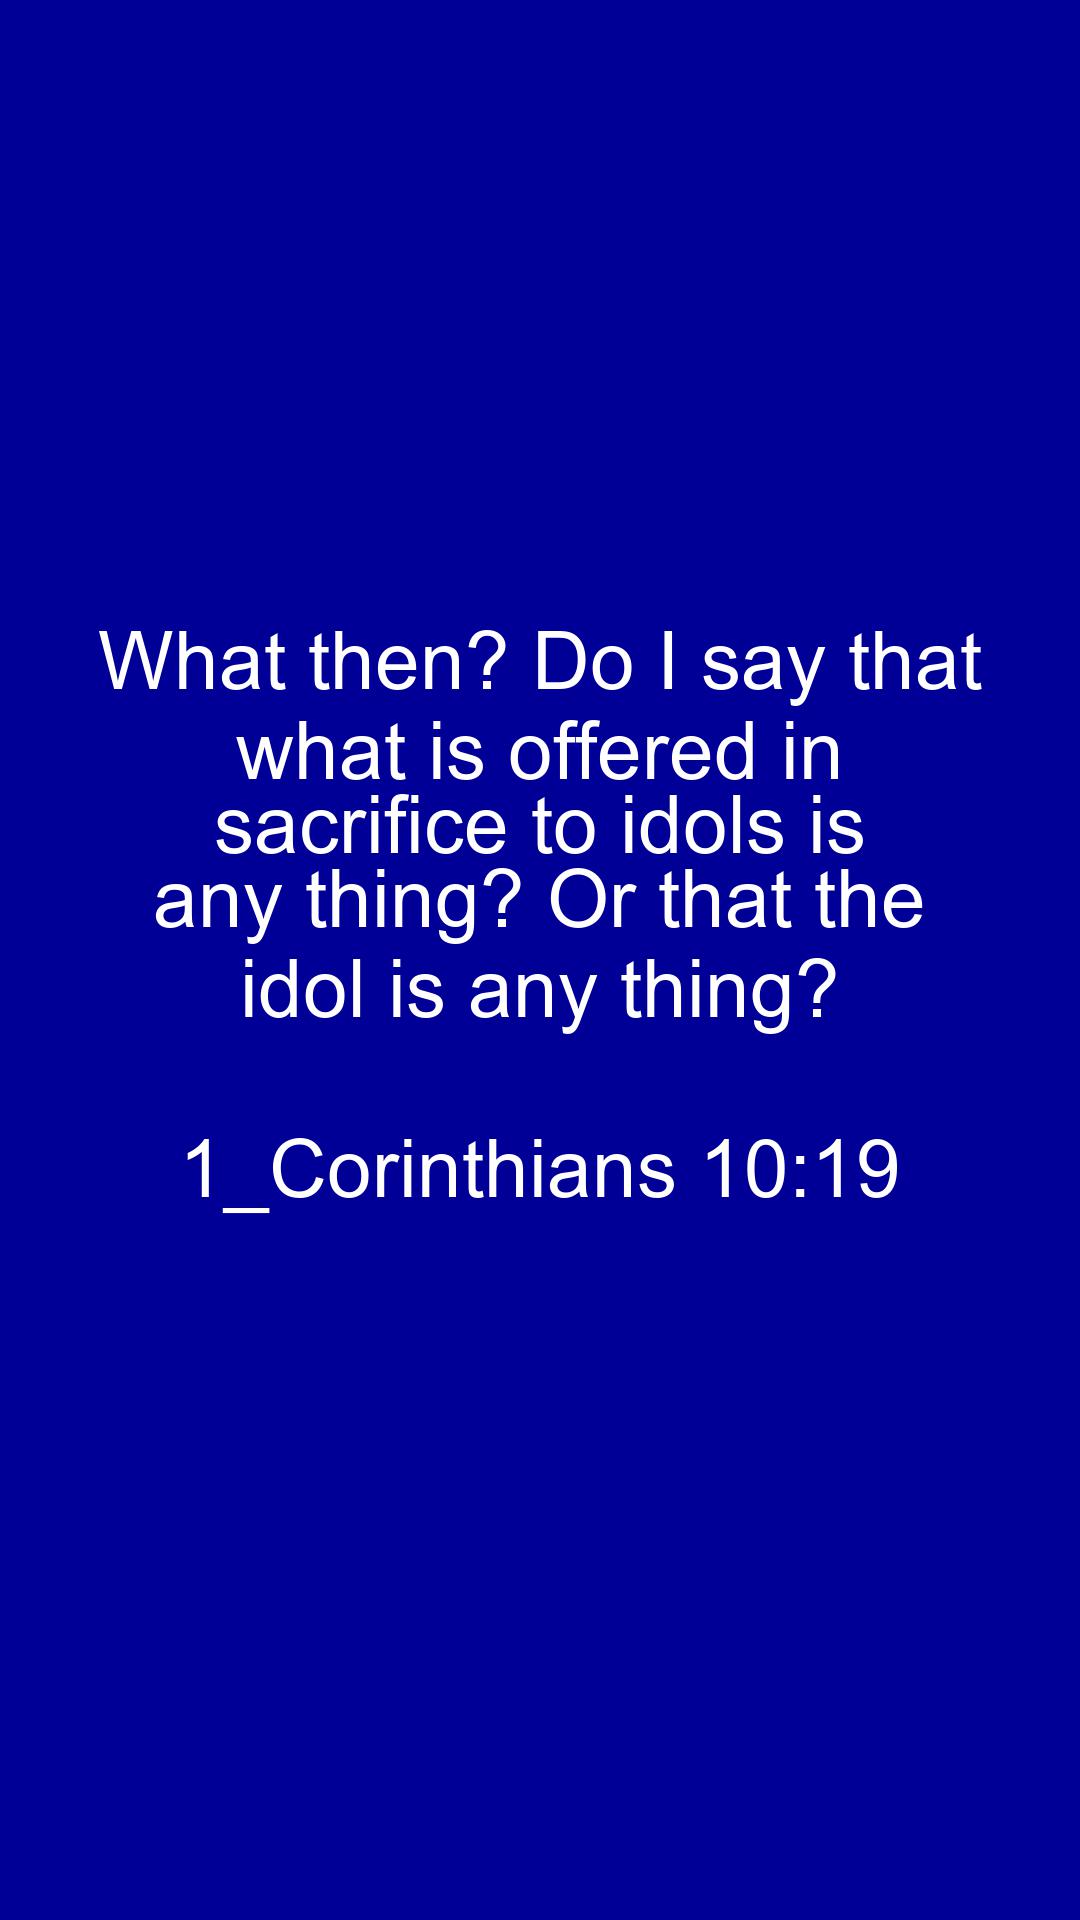 What then? Do I say that
what is offered in
sacrifice to idols is
any thing? Or that the
idol is any thing?
1_Corinthians 10:19